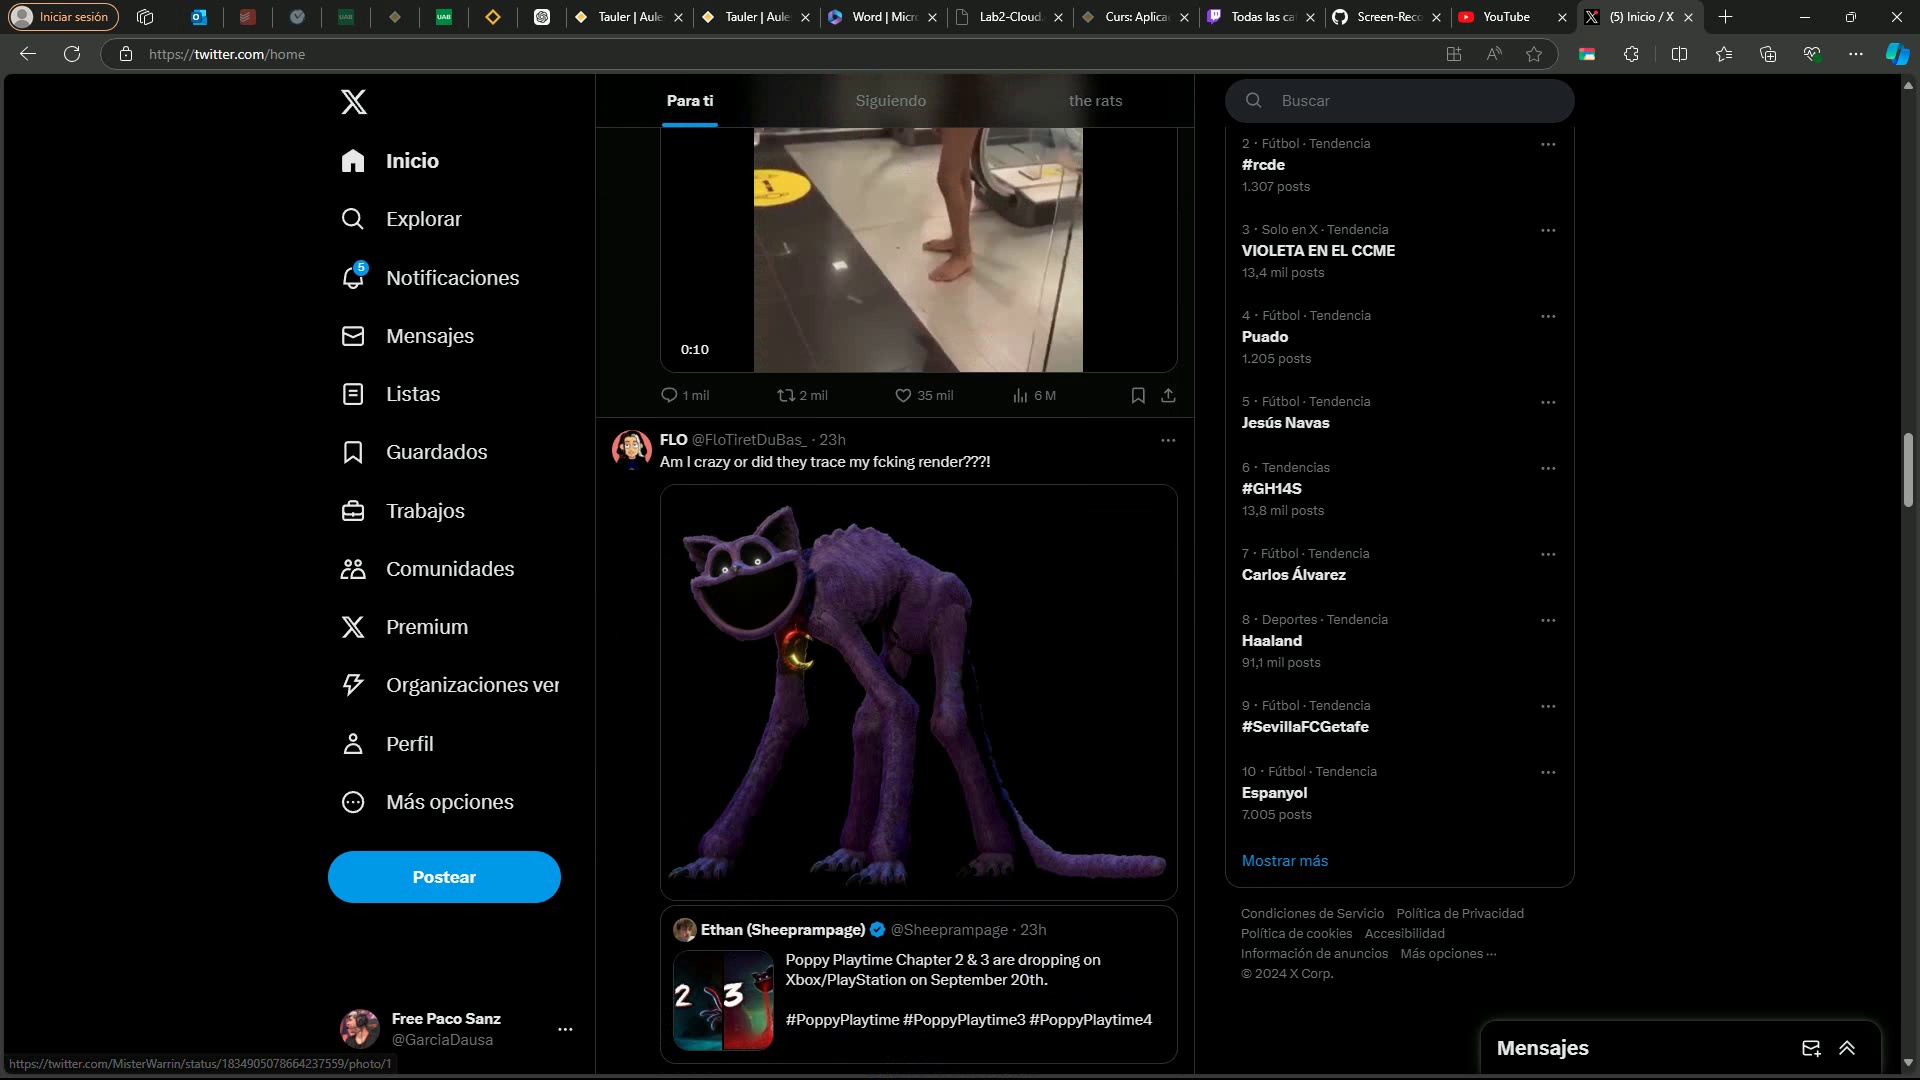 Iniciar sesión
UAB
UAB
Tauler | Aule
Tauler | Aule
Word | Micr
Lab2-Cloud.
Curs: Aplica
Todas las ca
Screen-Reco
YouTube
(5) Inicio / X
https://twitter.com/home
Para ti
Siguiendo
the rats
Buscar
Inicio
Explorar
5
Notificaciones
Mensajes
Listas
Guardados
Trabajos
Comunidades
Premium
Organizaciones ver
Perfil
Más opciones
Postear
Free Paco Sanz
@GarciaDausa
https://twitter.com/MisterWarrin/status/1834905078664237559/photo/1
0:10
1 mil
2 mil
35 mil
6 M
FLO @FloTiretDuBas_ · 23h
Am I crazy or did they trace my fcking render???!
Ethan (Sheeprampage) @Sheeprampage · 23h
2 3
Poppy Playtime Chapter 2 & 3 are dropping on
Xbox/PlayStation on September 20th.
#PoppyPlaytime #PoppyPlaytime3 #PoppyPlaytime4
2 · Fútbol · Tendencia
#rcde
1.307 posts
3 · Solo en X · Tendencia
VIOLETA EN EL CCME
13,4 mil posts
4 · Fútbol · Tendencia
Puado
1.205 posts
5 · Fútbol · Tendencia
Jesús Navas
6 · Tendencias
#GH14S
13,8 mil posts
7 · Fútbol · Tendencia
Carlos Álvarez
8 · Deportes · Tendencia
Haaland
91,1 mil posts
9 · Fútbol · Tendencia
#SevillaFCGetafe
10 · Fútbol · Tendencia
Espanyol
7.005 posts
Mostrar más
Condiciones de Servicio Política de Privacidad
Política de cookies Accesibilidad
Información de anuncios Más opciones ···
© 2024 X Corp.
Mensajes